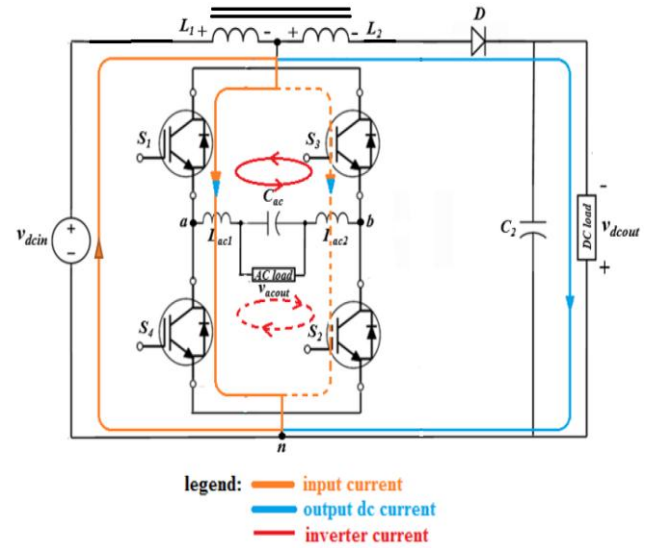 L1 + - + - L2 D
S1 S3
Cac
a b
Lac1 Lac2
vdcin + -
AC load
vacout
C2 DC load - vdcout +
S4 S2
n
legend: input current
output dc current
inverter current